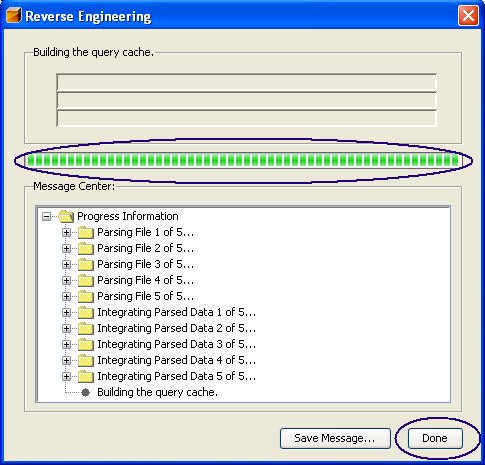 Reverse Engineering
Building the query cache.
Message Center:
Progress Information
Parsing File 1 of 5...
Parsing File 2 of 5...
Parsing File 3 of 5...
Parsing File 4 of 5...
Parsing File 5 of 5...
Integrating Parsed Data 1 of 5...
Integrating Parsed Data 2 of 5...
Integrating Parsed Data 3 of 5...
Integrating Parsed Data 4 of 5...
Integrating Parsed Data 5 of 5...
Building the query cache.
Save Message... Done